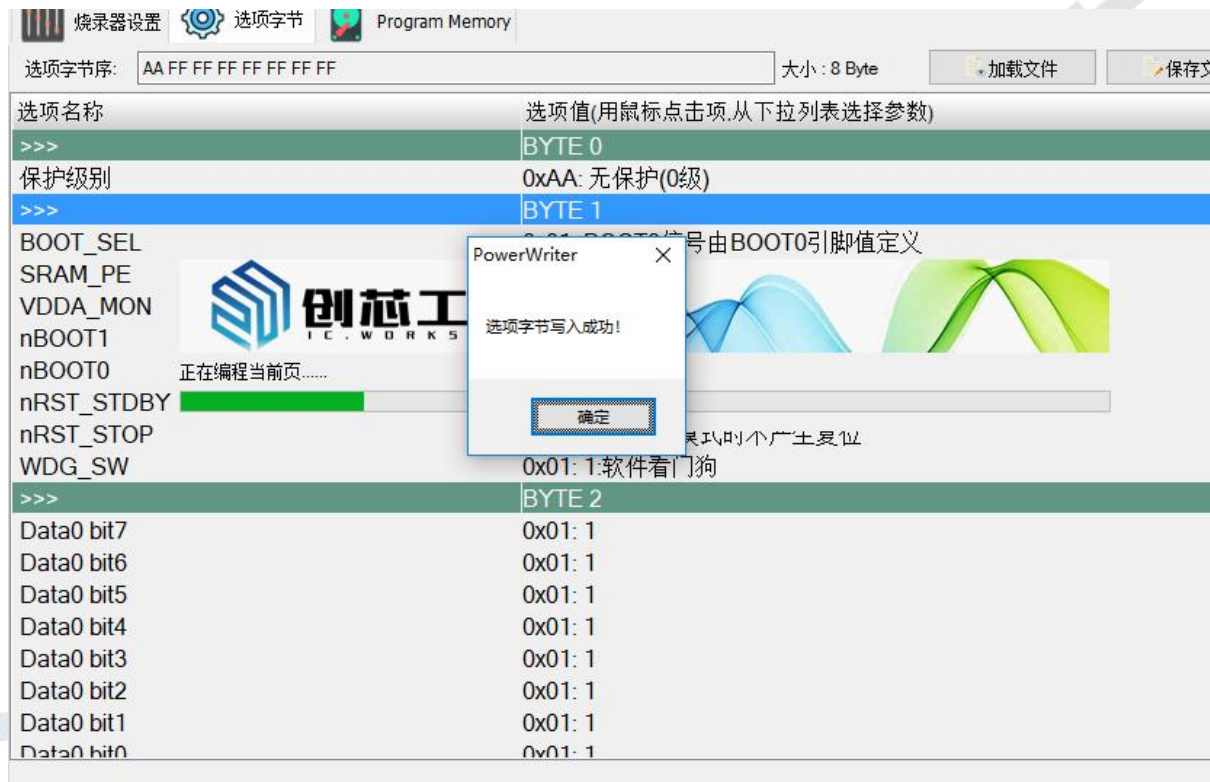 烧录器设置 选项字节 Program Memory
选项字节序: AA FF FF FF FF FF FF FF 大小 : 8 Byte 加载文件 保存文
选项名称 选项值(用鼠标点击项,从下拉列表选择参数)
>>> BYTE 0
保护级别 0xAA: 无保护(0级)
>>> BYTE 1
BOOT_SEL 信号由BOOT0引脚值定义
PowerWriter
SRAM_PE
VDDA_MON
创芯工
选项字节写入成功!
nBOOT1
IC.WORKS
nBOOT0 正在编程当前页......
nRST_STDBY
确定
nRST_STOP
WDG_SW 0x01: 1:软件看门狗
>>> BYTE 2
Data0 bit7 0x01: 1
Data0 bit6 0x01: 1
Data0 bit5 0x01: 1
Data0 bit4 0x01: 1
Data0 bit3 0x01: 1
Data0 bit2 0x01: 1
Data0 bit1 0x01: 1
Data0 bit0 0x01: 1